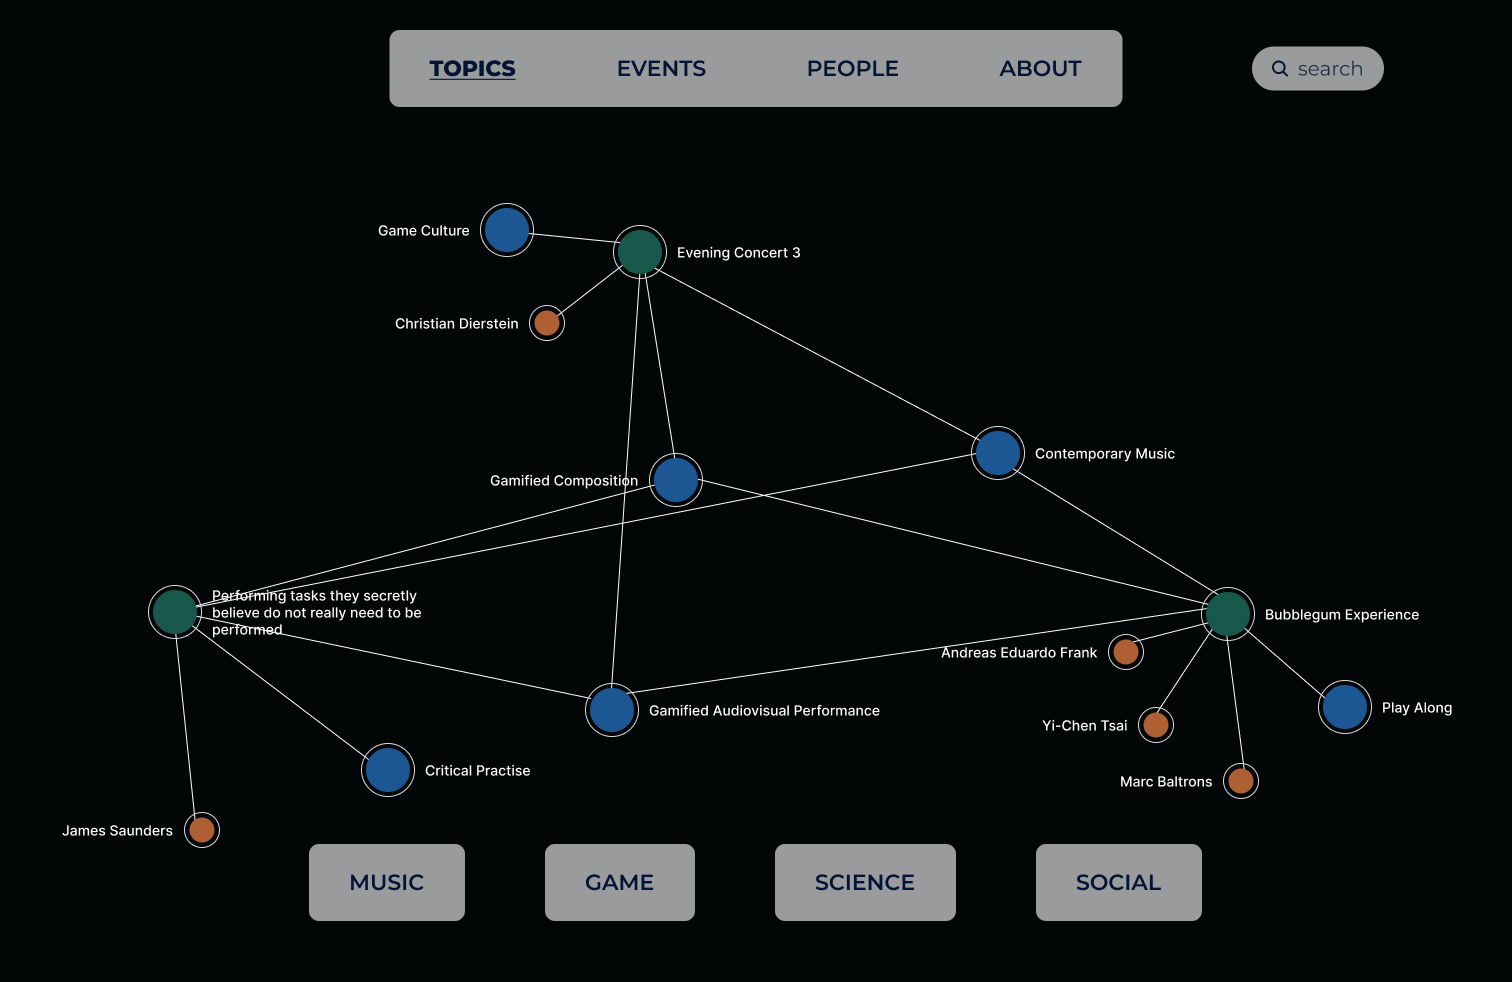 TOPICS
EVENTS
PEOPLE
ABOUT
search
Game Culture
Evening Concert 3
Christian Dierstein
Contemporary Music
Gamified Composition
Performing tasks they secretly
believe do not really need to be
performed
Bubblegum Experience
Andreas Eduardo Frank
Play Along
Gamified Audiovisual Performance
Yi-Chen Tsai
Critical Practise
Marc Baltrons
James Saunders
MUSIC
GAME
SCIENCE
SOCIAL